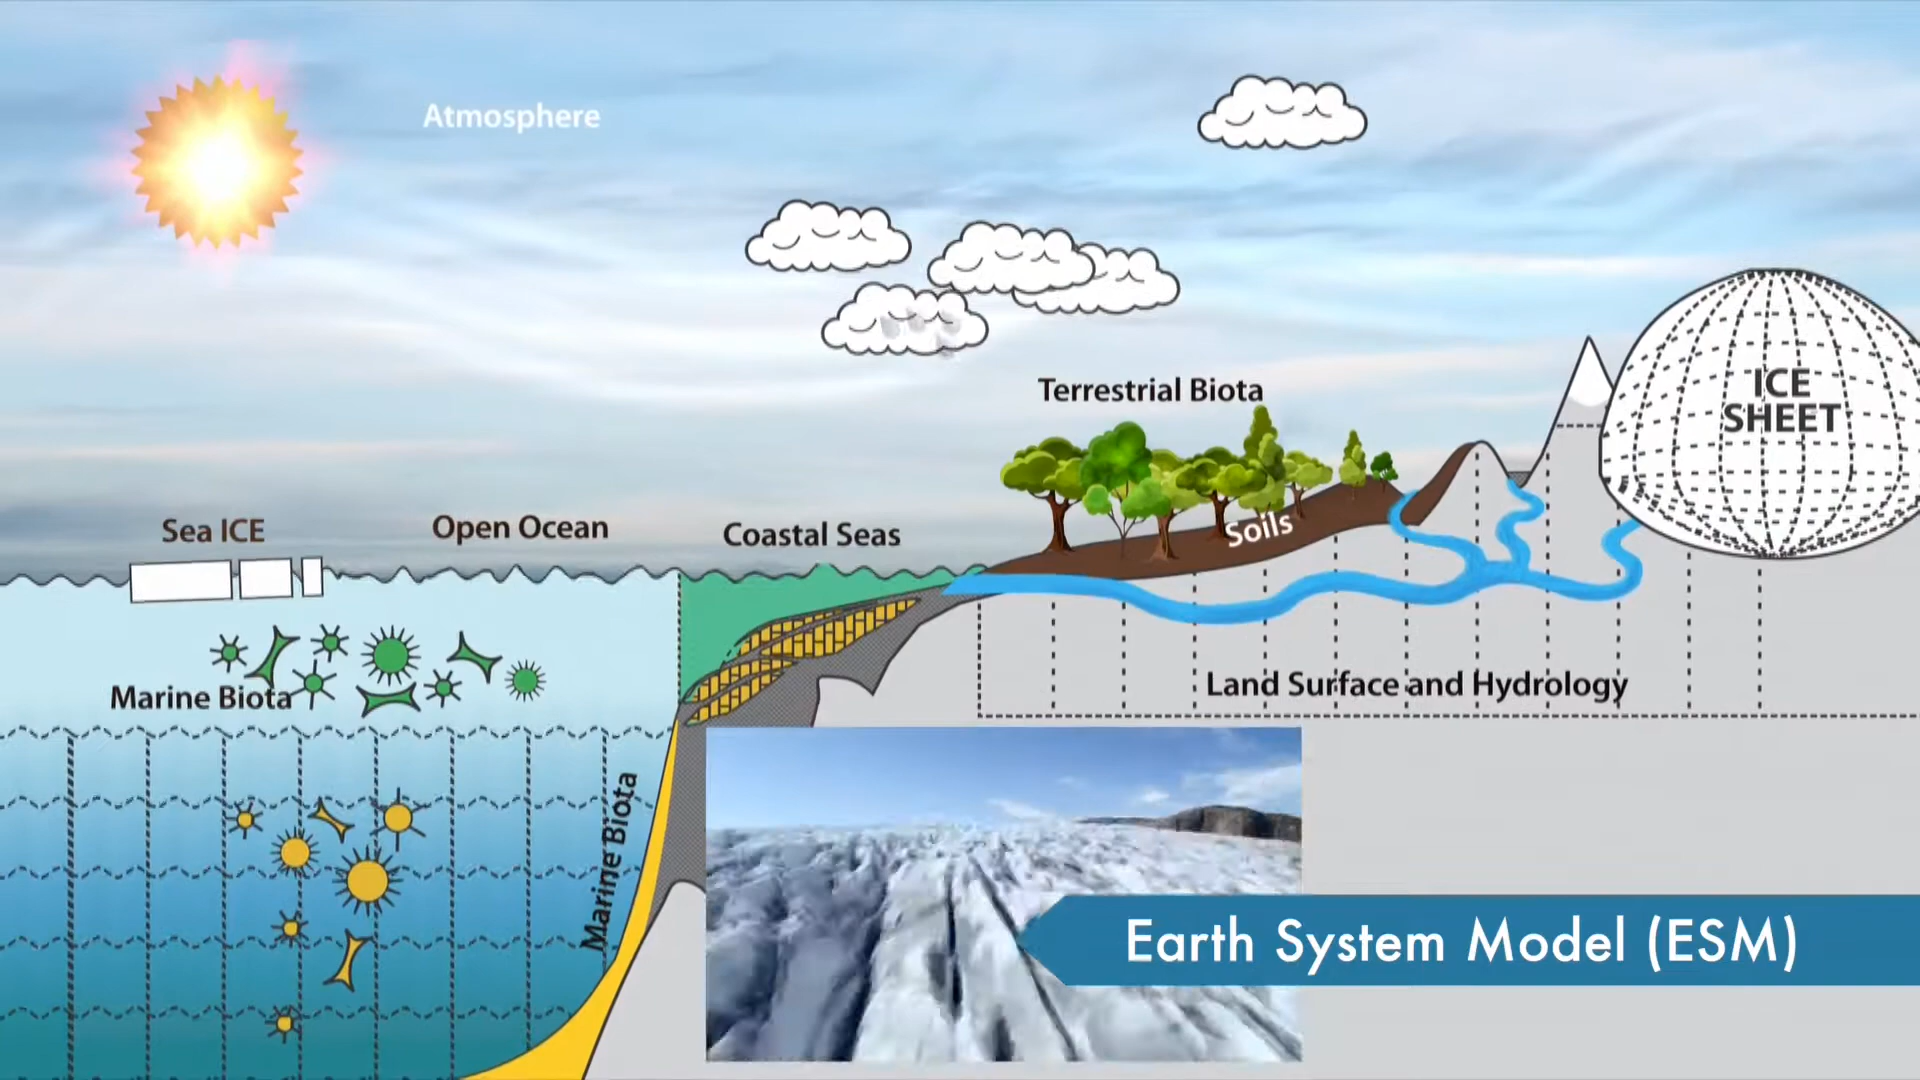 Atmosphere
Terrestrial Biota
ICE
SHEET
Sea ICE
Open Ocean
Coastal Seas
Soils
Marine Biota
Land Surface and Hydrology
Marine Biota
Earth System Model (ESM)